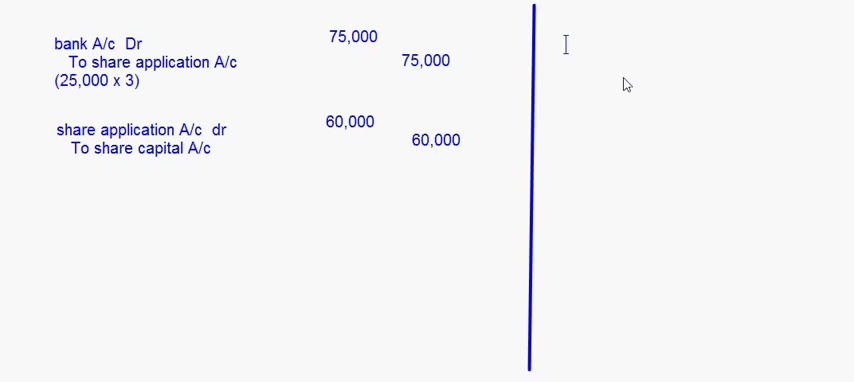 bank A/c Dr 75,000
To share application A/c 75,000
(25,000 x 3)
share application A/c dr 60,000
To share capital A/c 60,000